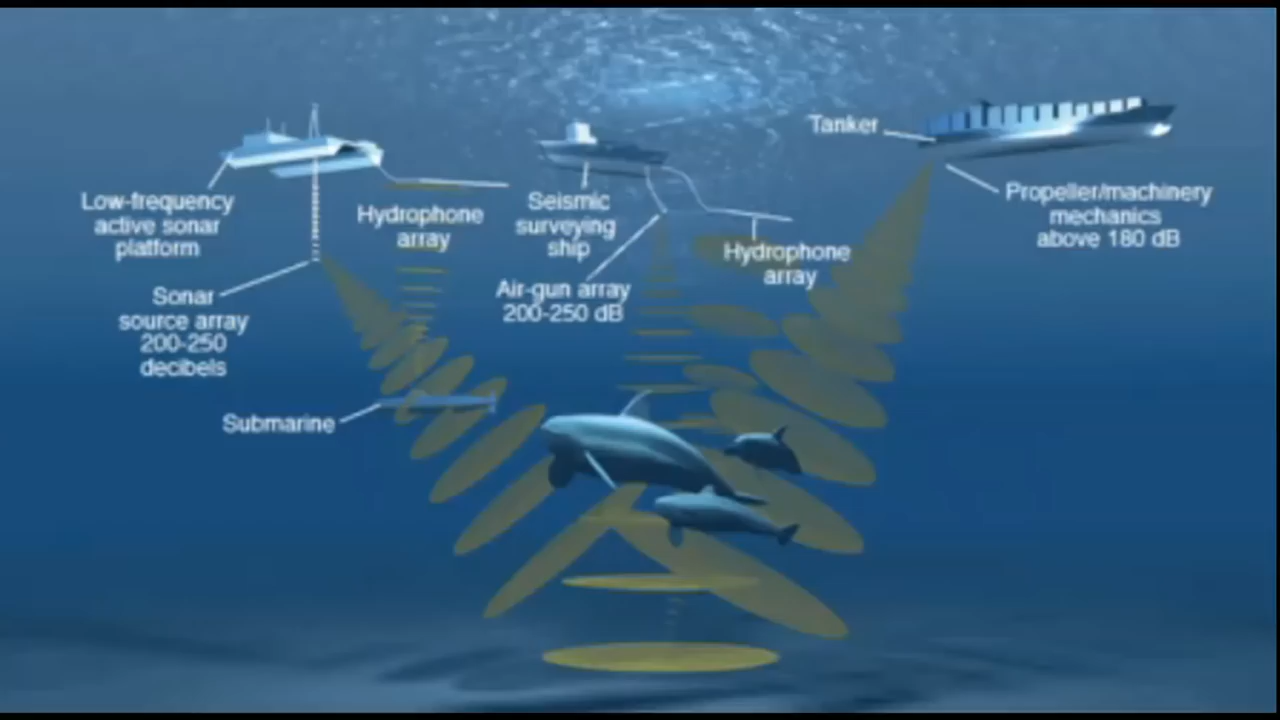 Low-frequency
active sonar
platform
Sonar
source array
200-250
decibels
Submarine
Hydrophone
array
Seismic
surveying
ship
Air-gun array
200-250 dB
Hydrophone
array
Tanker
Propeller/machinery
mechanics
above 180 dB